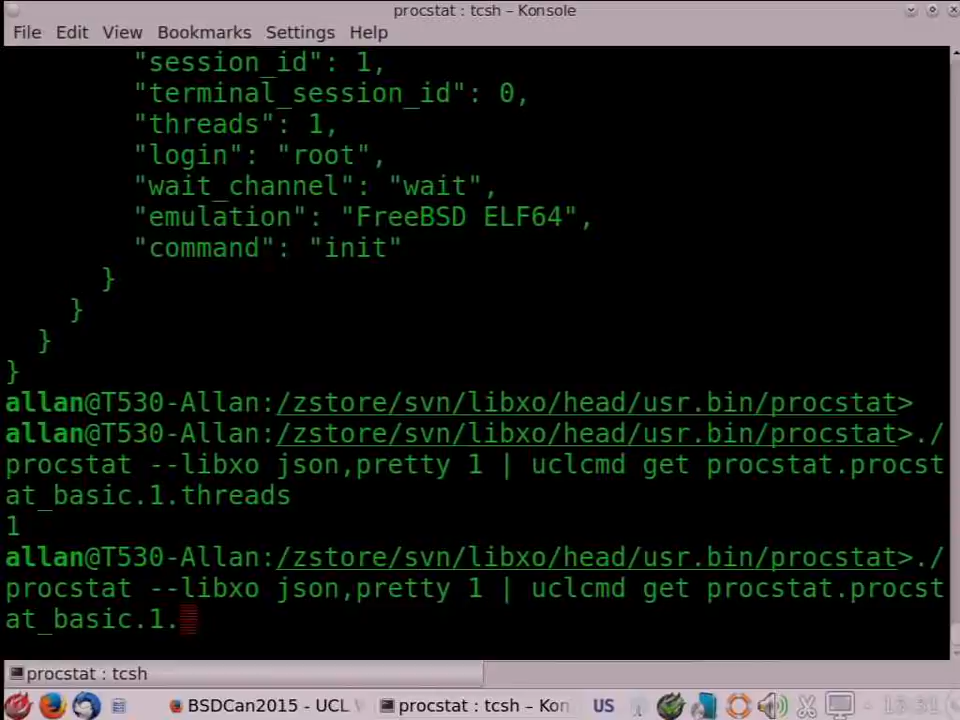 procstat : tcsh – Konsole
File Edit View Bookmarks Settings Help
"session_id": 1,
"terminal_session_id": 0,
"threads": 1,
"login": "root",
"wait_channel": "wait",
"emulation": "FreeBSD ELF64",
"command": "init"
}
}
}
}
allan@T530-Allan:/zstore/svn/libxo/head/usr.bin/procstat>
allan@T530-Allan:/zstore/svn/libxo/head/usr.bin/procstat>./
procstat --libxo json,pretty 1 | uclcmd get procstat.procst
at_basic.1.threads
1
allan@T530-Allan:/zstore/svn/libxo/head/usr.bin/procstat>./
procstat --libxo json,pretty 1 | uclcmd get procstat.procst
at_basic.1.
procstat : tcsh
BSDCan2015 - UCL procstat : tcsh – Kon US